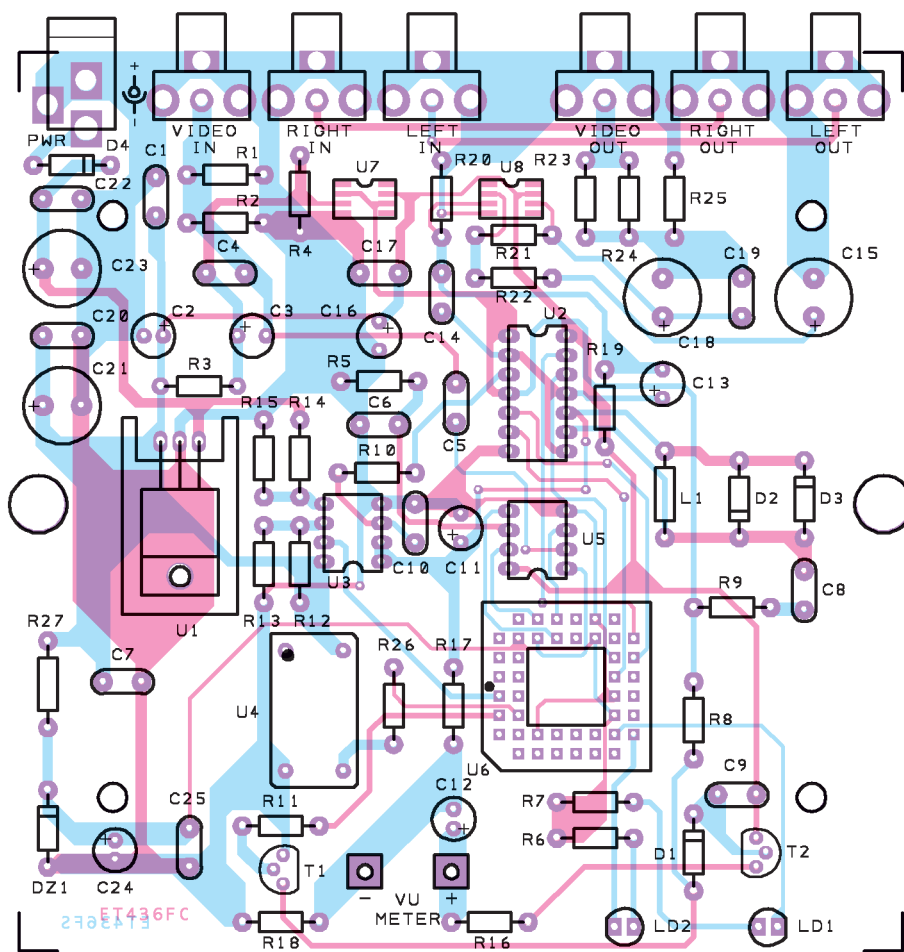 PWR
D4
+
-
VIDEO
IN
RIGHT
IN
LEFT
IN
VIDEO
OUT
RIGHT
OUT
LEFT
OUT
C1
R1
U7
R20
U8
R23
C22
R2
R25
R4
C23
C4
C17
R21
R24
C19
C15
R22
C20
C2
C3
C16
C14
U2
C18
C21
R3
R5
R19
C13
R15
R14
C6
C5
R10
L1
D2
D3
U3
C10
C11
U5
U1
R13
R12
R9
C8
R27
R26
R17
C7
U4
R8
U6
C12
C9
C25
R11
R7
R6
D1
T2
DZ1
C24
T1
-
+
VU
METER
ET436FC
ET436FS
R18
R16
LD2
LD1